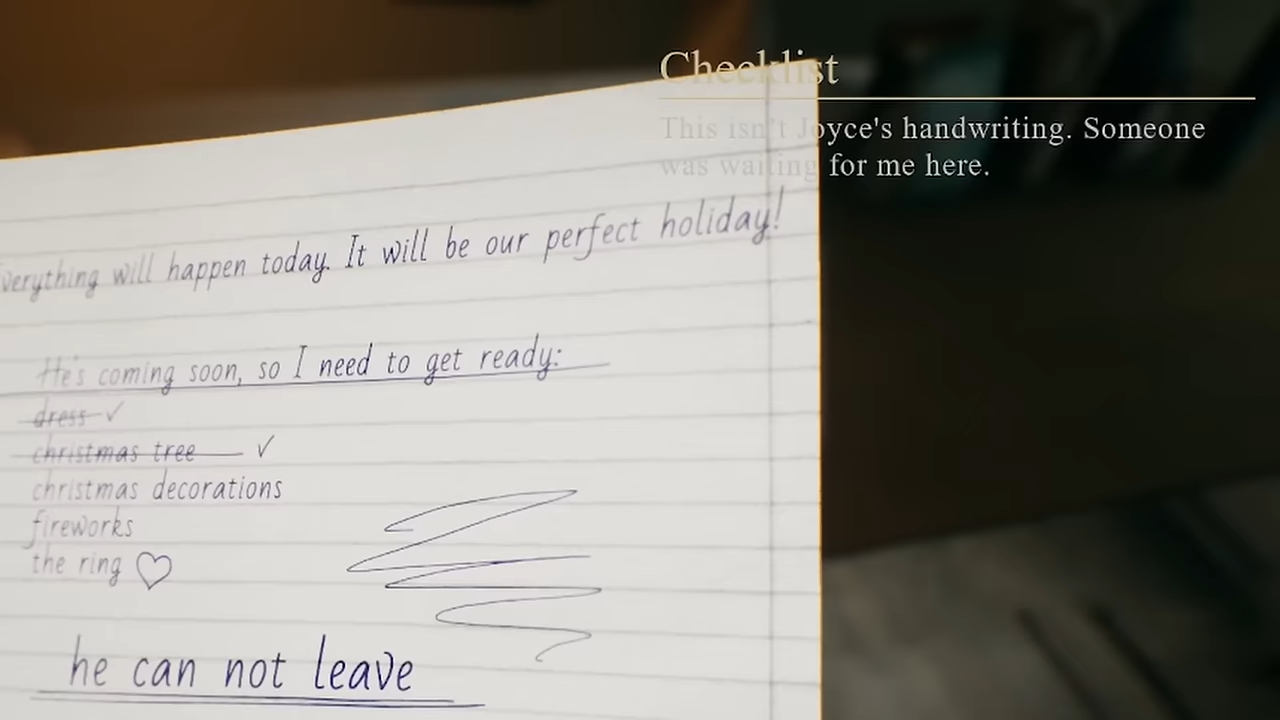 Checklist
This isn't Joyce's handwriting. Someone
was waiting for me here.
Everything will happen today. It will be our perfect holiday!
He's coming soon, so I need to get ready:
dress ✓
christmas tree ✓
christmas decorations
fireworks
the ring ♡
he can not leave